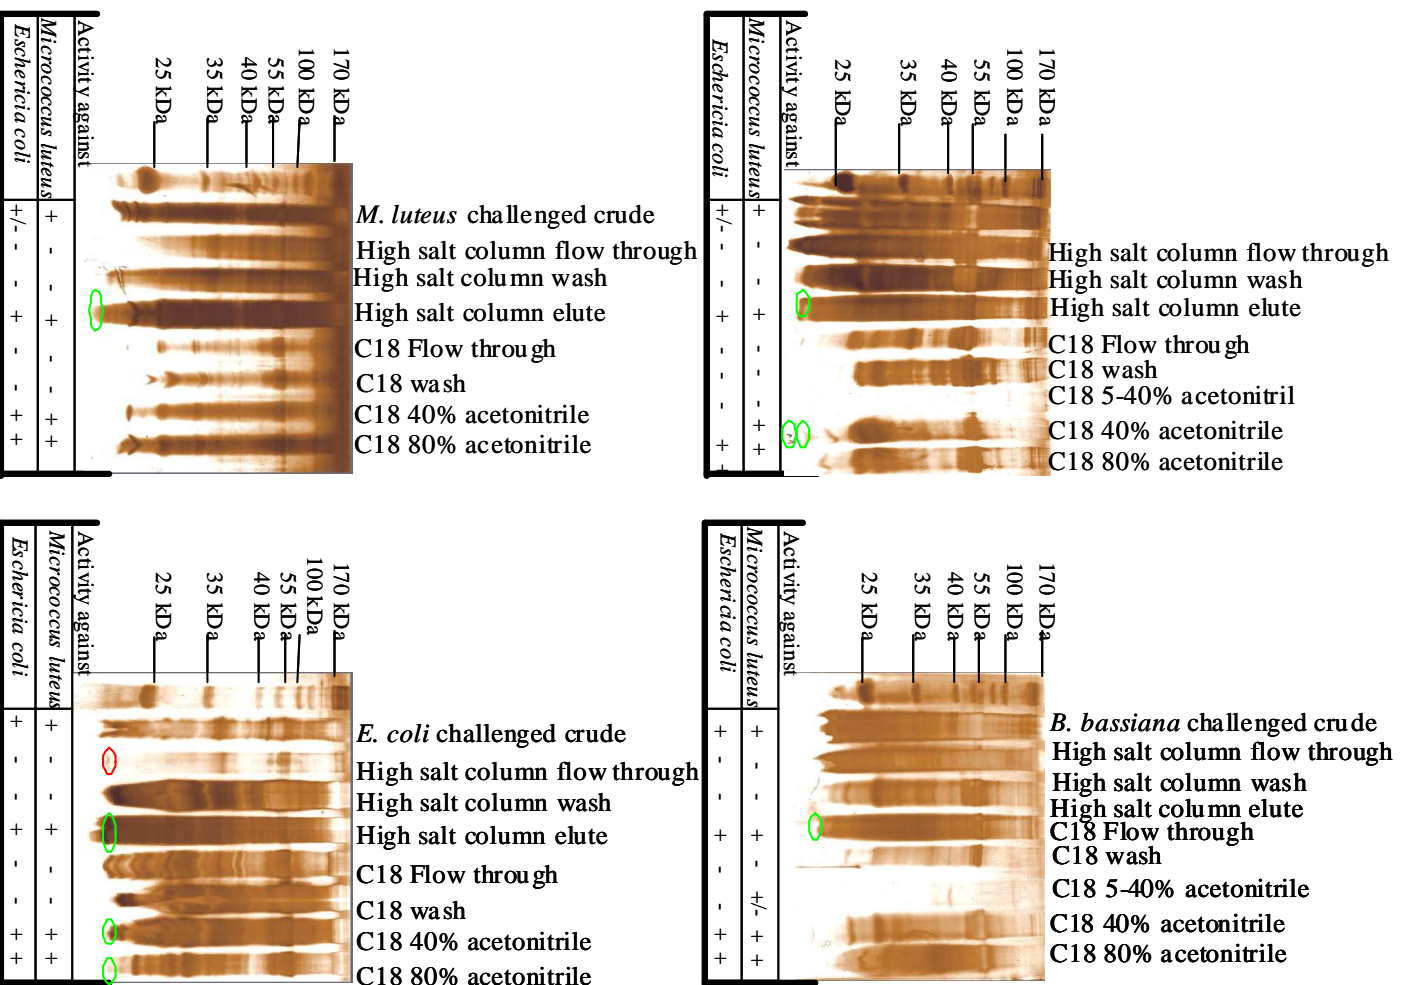 Eschericia coli
Micrococcus luteus
Activity against
25 kDa
35 kDa
40 kDa
55 kDa
100 kDa
170 kDa
+/- + M. luteus challenged crude
- - High salt column flow through
- - High salt column wash
+ + High salt column elute
- - C18 Flow through
- - C18 wash
+ + C18 40% acetonitrile
+ + C18 80% acetonitrile
Eschericia coli
Micrococcus luteus
Activity against
25 kDa
35 kDa
40 kDa
55 kDa
100 kDa
170 kDa
+/- +
- - High salt column flow through
- - High salt column wash
+ + High salt column elute
- - C18 Flow through
- - C18 wash
- - C18 5-40% acetonitril
+ + C18 40% acetonitrile
+ + C18 80% acetonitrile
Eschericia coli
Micrococcus luteus
Activity against
25 kDa
35 kDa
40 kDa
55 kDa
100 kDa
170 kDa
+ + E. coli challenged crude
- - High salt column flow through
- - High salt column wash
+ + High salt column elute
- - C18 Flow through
- - C18 wash
+ + C18 40% acetonitrile
+ + C18 80% acetonitrile
Eschericia coli
Micrococcus luteus
Activity against
25 kDa
35 kDa
40 kDa
55 kDa
100 kDa
170 kDa
+ + B. bassiana challenged crude
- - High salt column flow through
- - High salt column wash
High salt column elute
+ + C18 Flow through
- - C18 wash
- +/- C18 5-40% acetonitrile
+ + C18 40% acetonitrile
+ + C18 80% acetonitrile